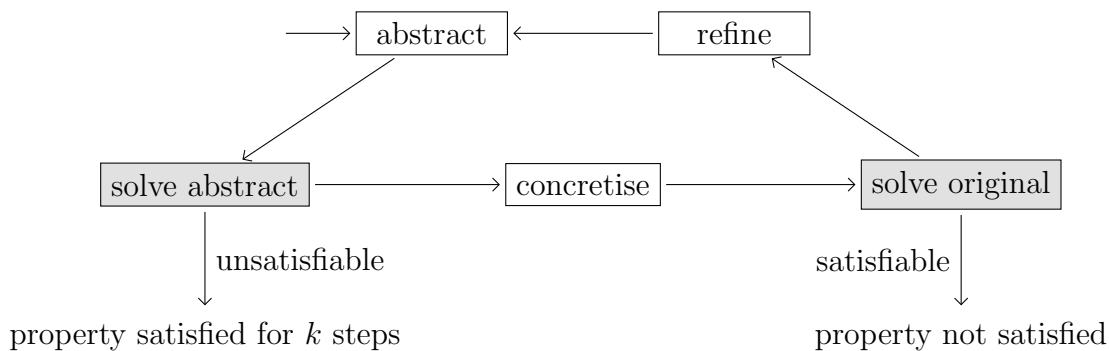 abstract
refine
solve abstract
concretise
solve original
unsatisfiable
satisfiable
property satisfied for k steps
property not satisfied